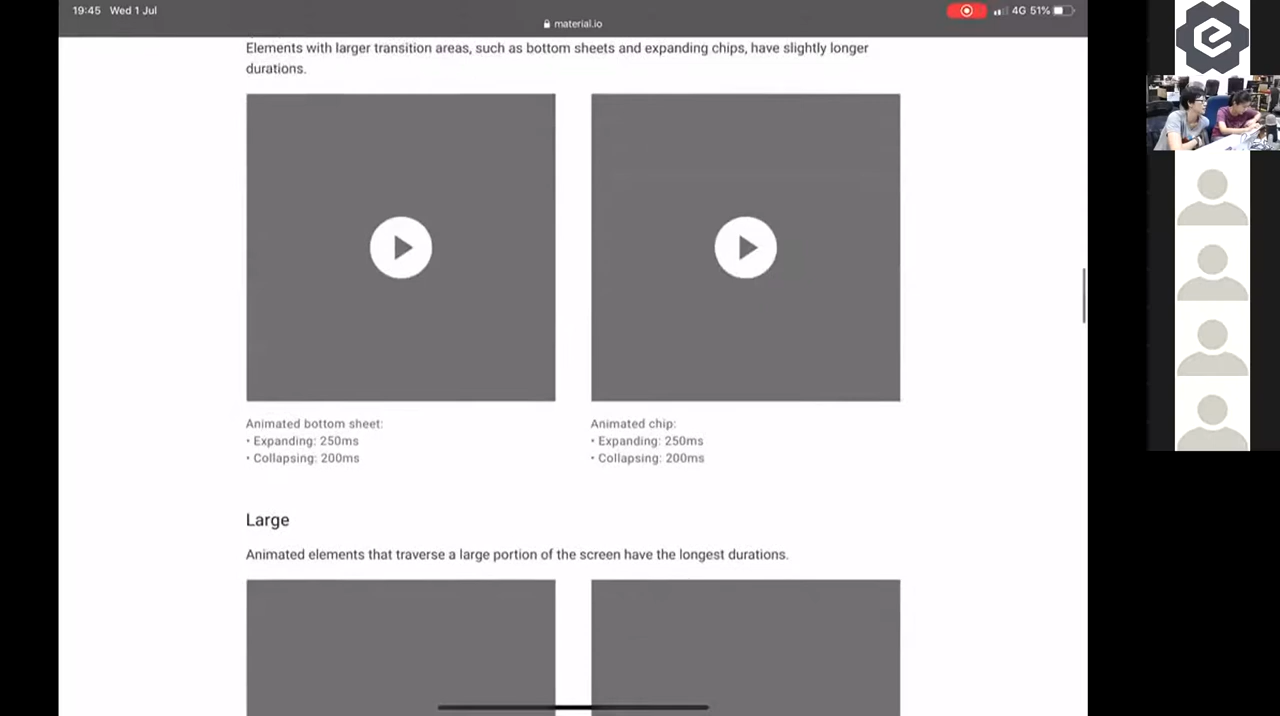 19:45 Wed 1 Jul
4G 51%
material.io
Elements with larger transition areas, such as bottom sheets and expanding chips, have slightly longer
durations.
Animated bottom sheet:
• Expanding: 250ms
• Collapsing: 200ms
Animated chip:
• Expanding: 250ms
• Collapsing: 200ms
Large
Animated elements that traverse a large portion of the screen have the longest durations.